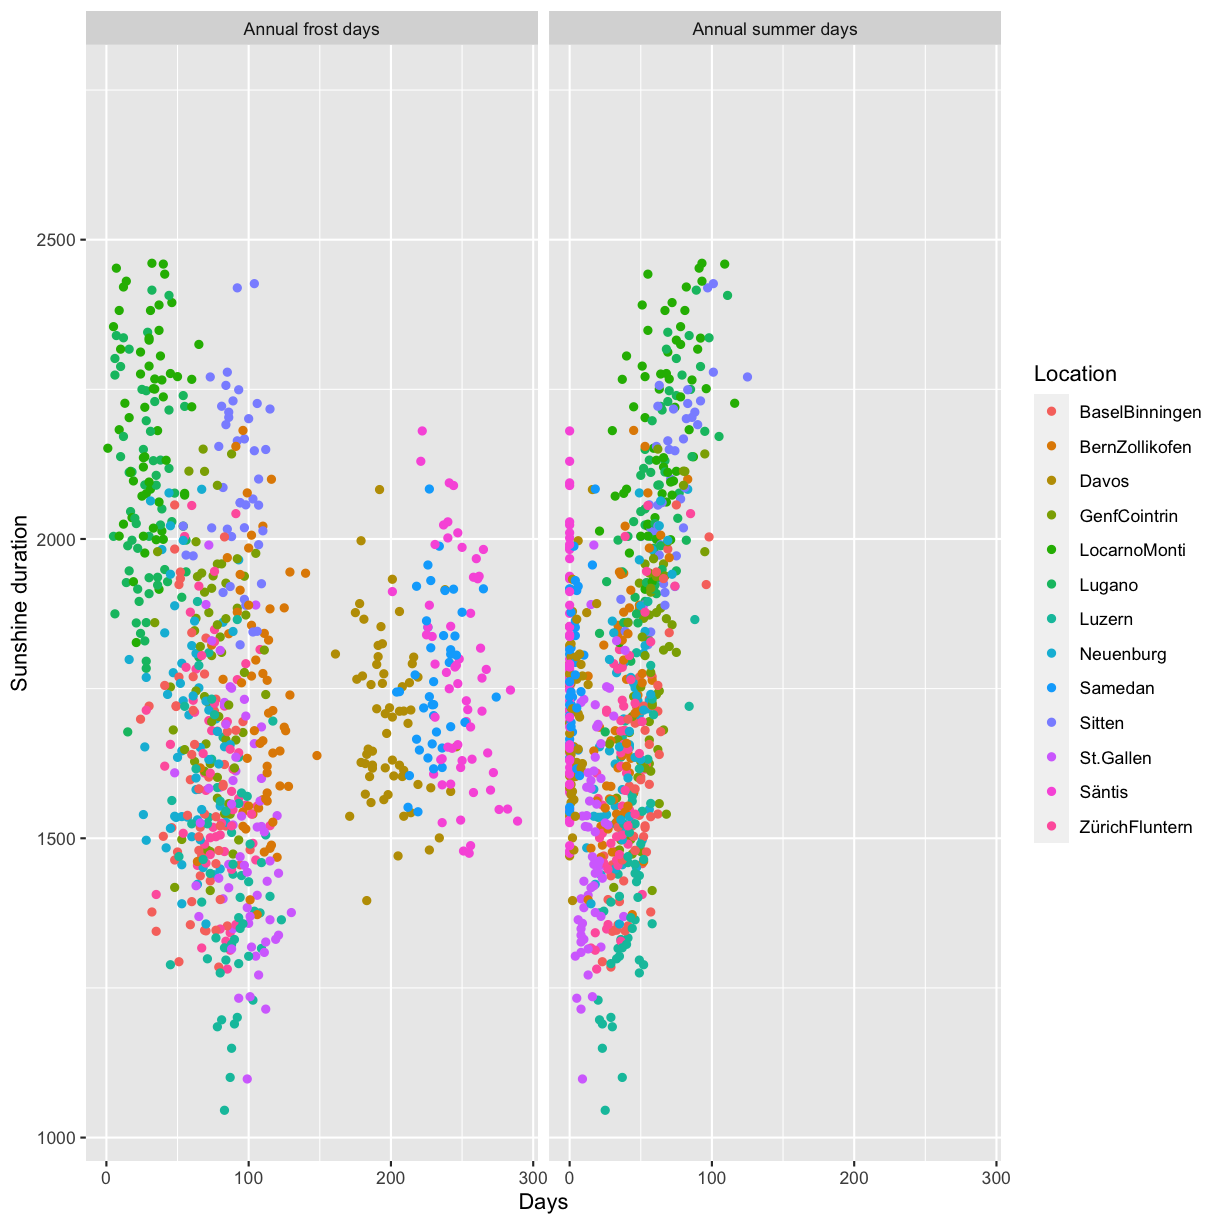 Annual frost days
Annual summer days
2500
2000
1500
1000
Sunshine duration
0 100 200 300
0 100 200 300
Days
Location
BaselBinningen
BernZollikofen
Davos
GenfCointrin
LocarnoMonti
Lugano
Luzern
Neuenburg
Samedan
Sitten
St.Gallen
Säntis
ZürichFluntern